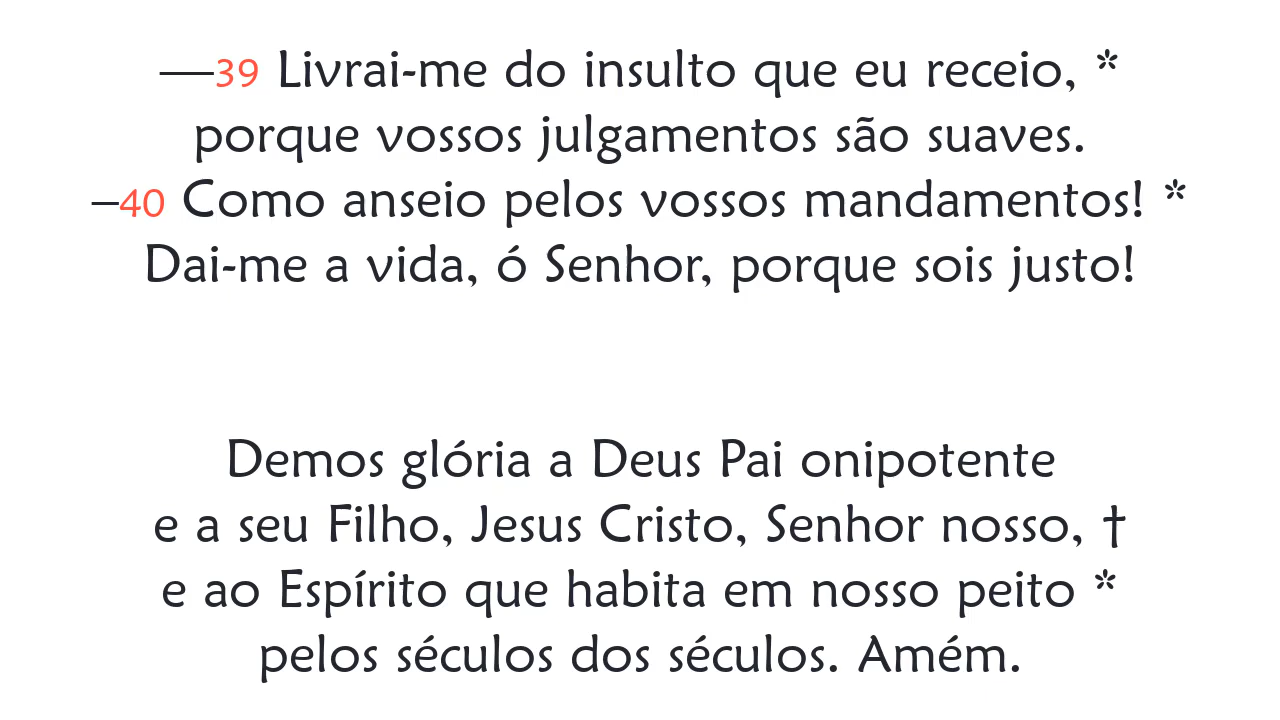 —39 Livrai-me do insulto que eu receio, *
porque vossos julgamentos são suaves.
–40 Como anseio pelos vossos mandamentos! *
Dai-me a vida, ó Senhor, porque sois justo!
Demos glória a Deus Pai onipotente
e a seu Filho, Jesus Cristo, Senhor nosso, †
e ao Espírito que habita em nosso peito *
pelos séculos dos séculos. Amém.